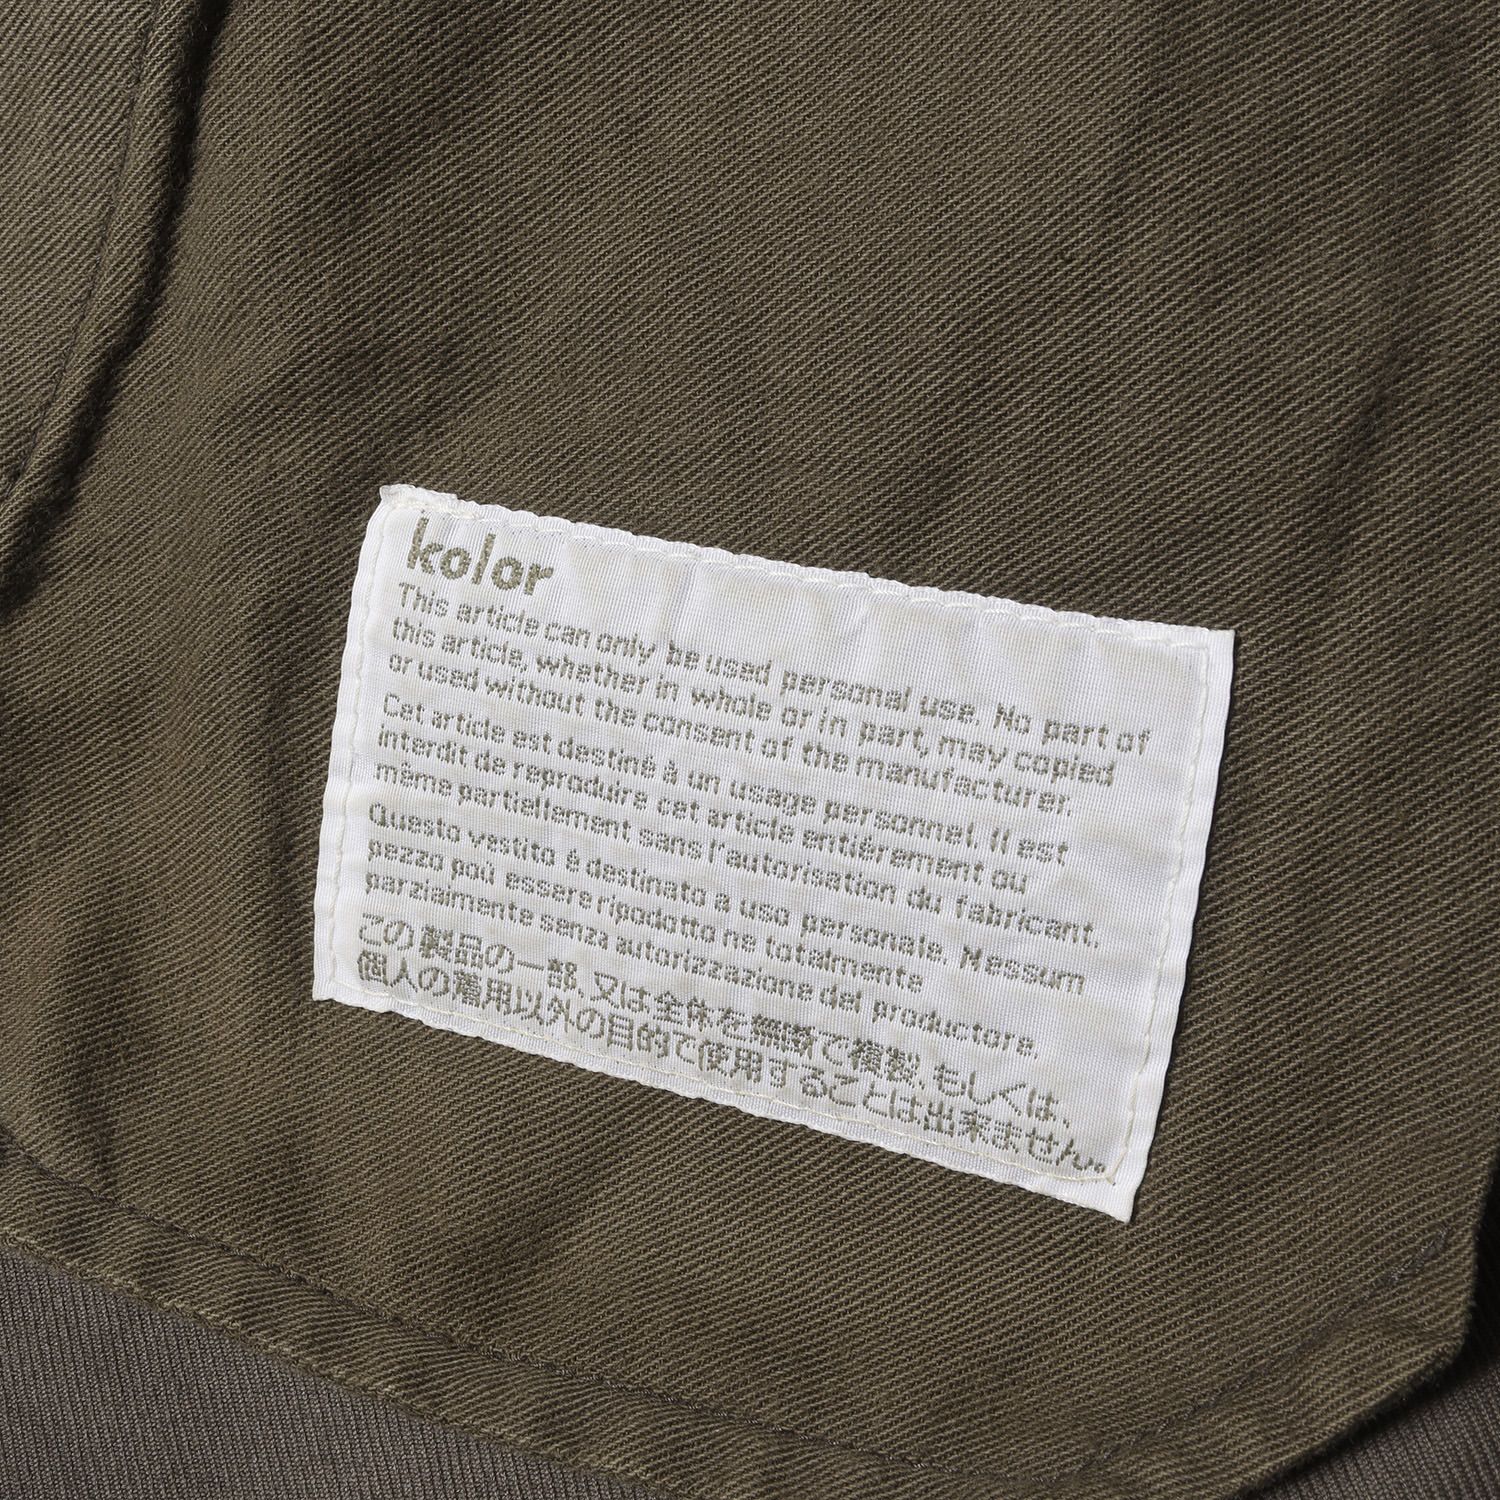 kolor
This article can only be used personal use. No part of
this article, whether in whole or in part, may copied
or used without the consent of the manufacturer.
Cet article est destiné à un usage personnel. Il est
interdit de reproduire cet article entiérement ou
même partiellement sans l'autorisation du fabricant.
Questo vestito è destinato a uso personale. Nessum
pezzo poù essere ripodotto ne totalmente
parzialmente senza autorizzazione del productore.
この製品の一部、又は全体を無断で複製、もしくは、
個人の着用以外の目的で使用することは出来ません。